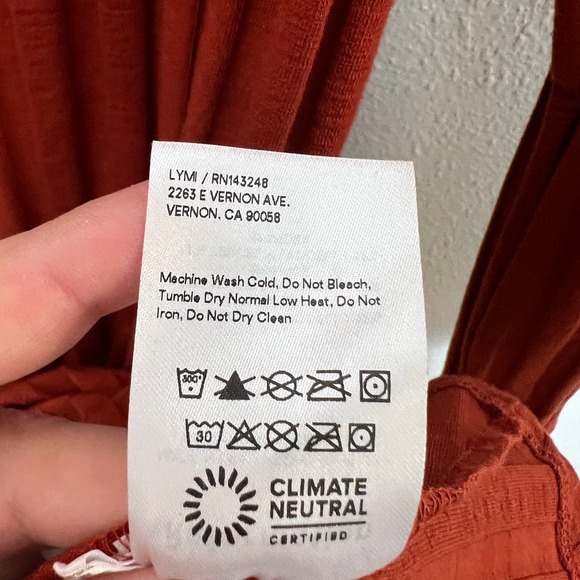 LYMI / RN143248
2263 E VERNON AVE.
VERNON, CA 90058
Machine Wash Cold, Do Not Bleach,
Tumble Dry Normal Low Heat, Do Not
Iron, Do Not Dry Clean
300°
30
CLIMATE
NEUTRAL
CERTIFIED